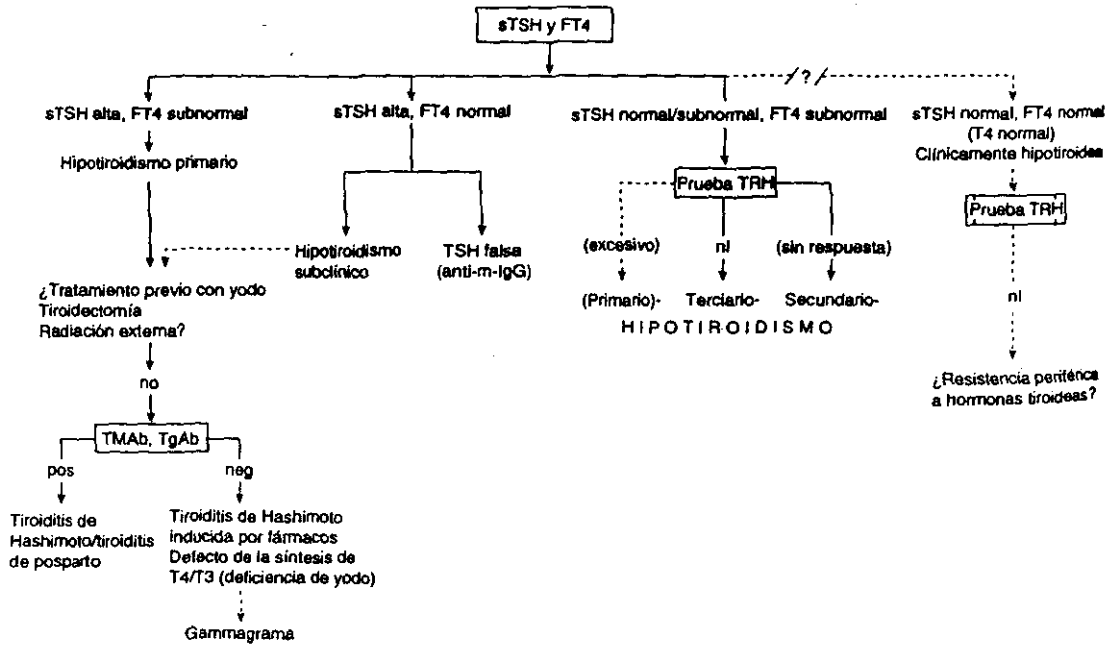 sTSH y FT4
/ ? /
sTSH alta, FT4 subnormal
Hipotiroidismo primario
sTSH alta, FT4 normal
sTSH normal/subnormal, FT4 subnormal
sTSH normal, FT4 normal
(T4 normal)
Clínicamente hipotiroidea
Prueba TRH
Prueba TRH
Hipotiroidismo
subclínico
TSH falsa
(anti-m-IgG)
(excesivo)
nl
(sin respuesta)
(Primario)-
Terciario-
Secundario-
HIPOTIROIDISMO
nl
¿Resistencia periférica
a hormonas tiroideas?
¿Tratamiento previo con yodo
Tiroidectomía
Radiación externa?
no
TMAb, TgAb
pos
neg
Tiroiditis de
Hashimoto/tiroiditis
de posparto
Tiroiditis de Hashimoto
inducida por fármacos
Defecto de la síntesis de
T4/T3 (deficiencia de yodo)
Gammagrama